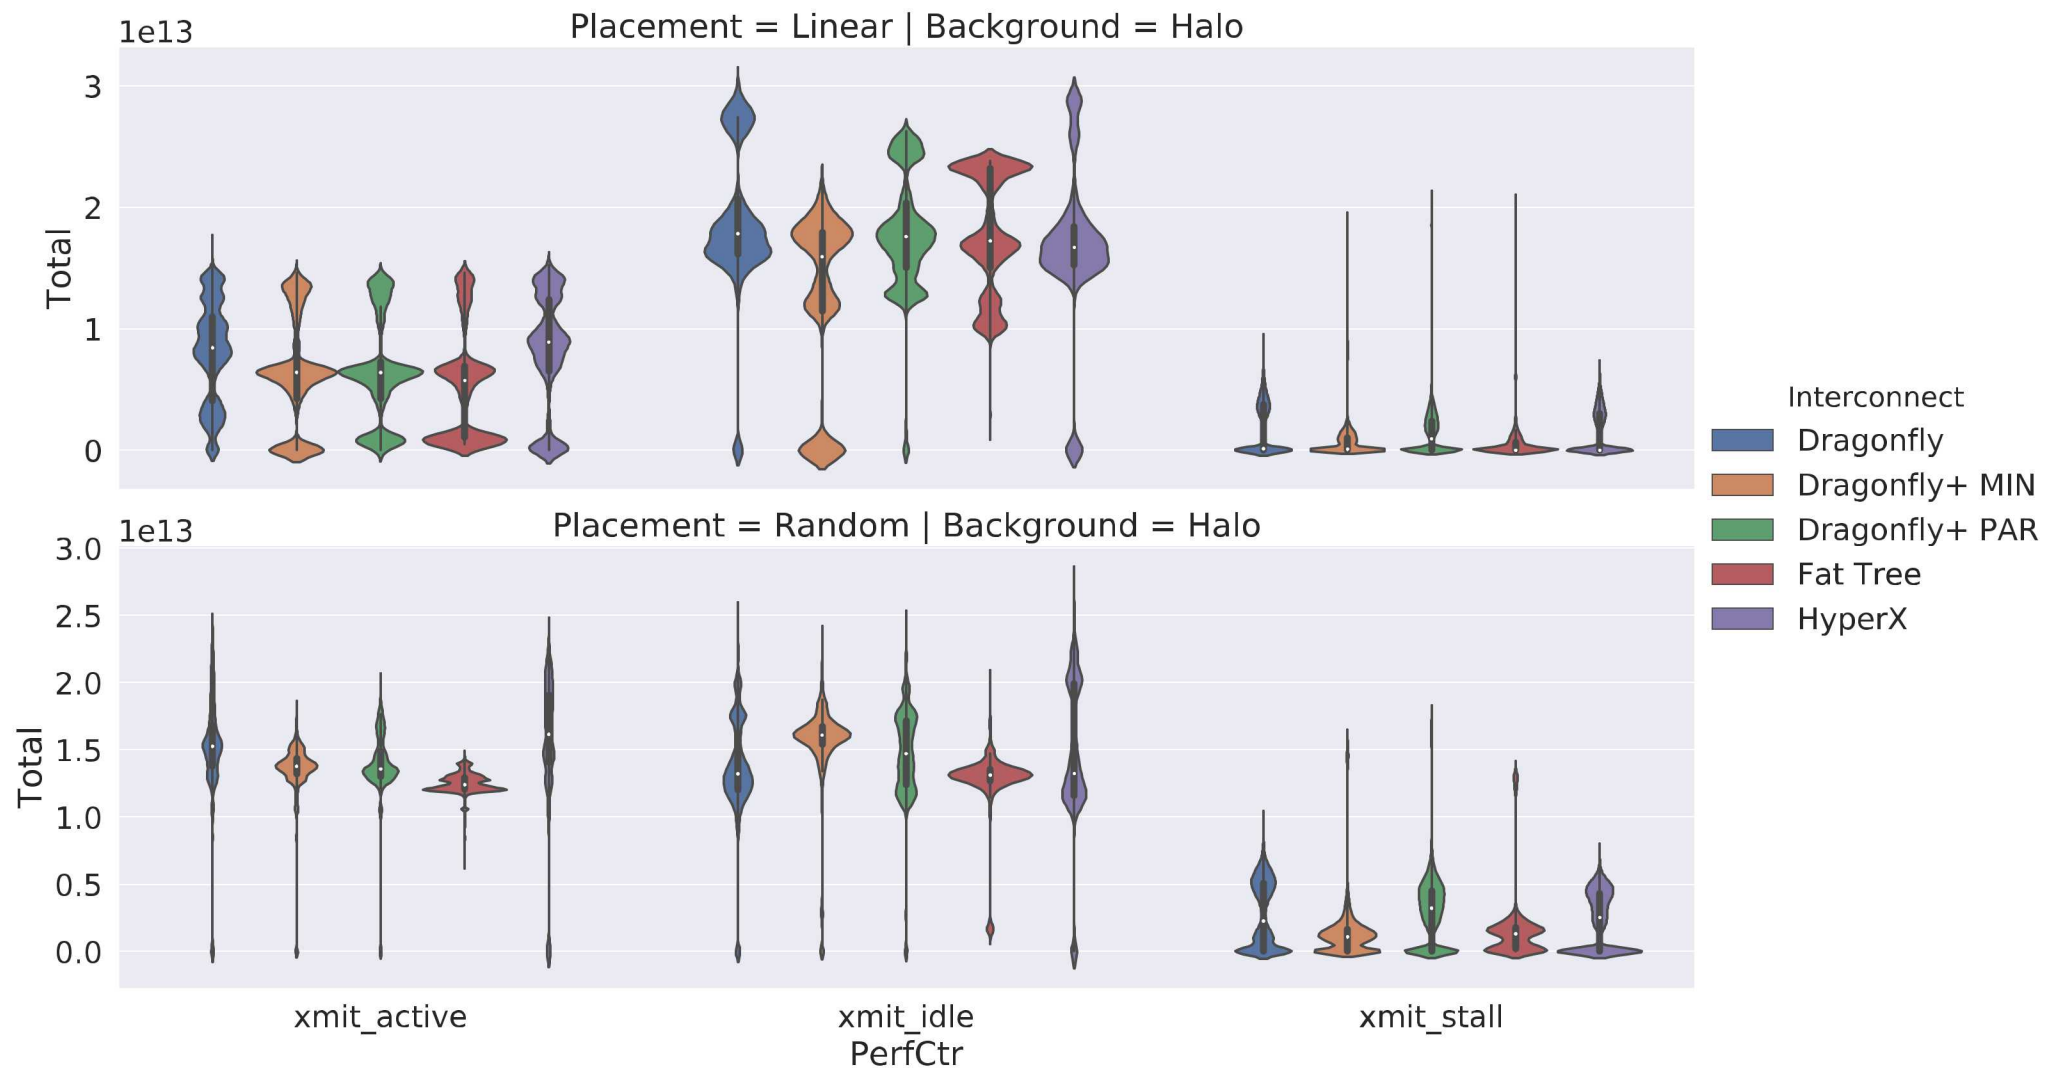 1e13
Placement = Linear | Background = Halo
3
2
1
0
Total
Interconnect
Dragonfly
Dragonfly+ MIN
Dragonfly+ PAR
Fat Tree
HyperX
1e13
Placement = Random | Background = Halo
3.0
2.5
2.0
1.5
1.0
0.5
0.0
Total
xmit_active
xmit_idle
xmit_stall
PerfCtr